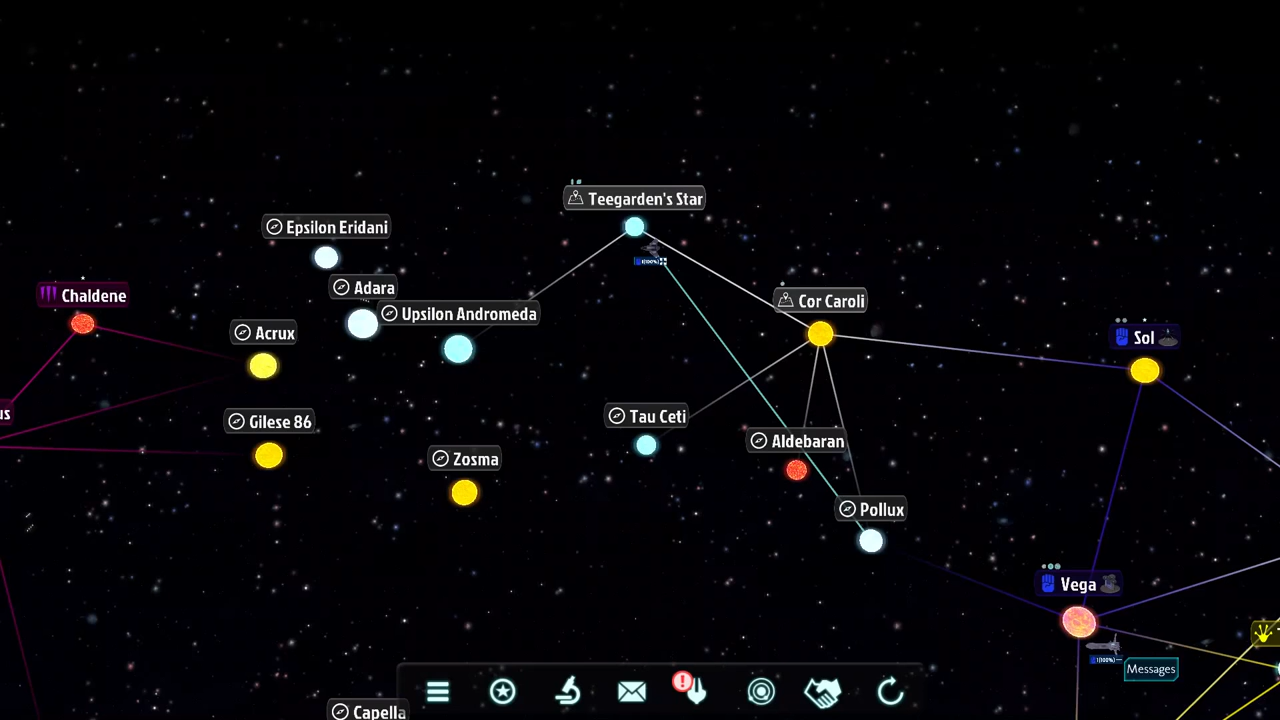 Teegarden's Star
Epsilon Eridani
Adara
Chaldene
Cor Caroli
Upsilon Andromeda
Acrux
Sol
us
Tau Ceti
Gilese 86
Aldebaran
Zosma
Pollux
Vega
Messages
Capella